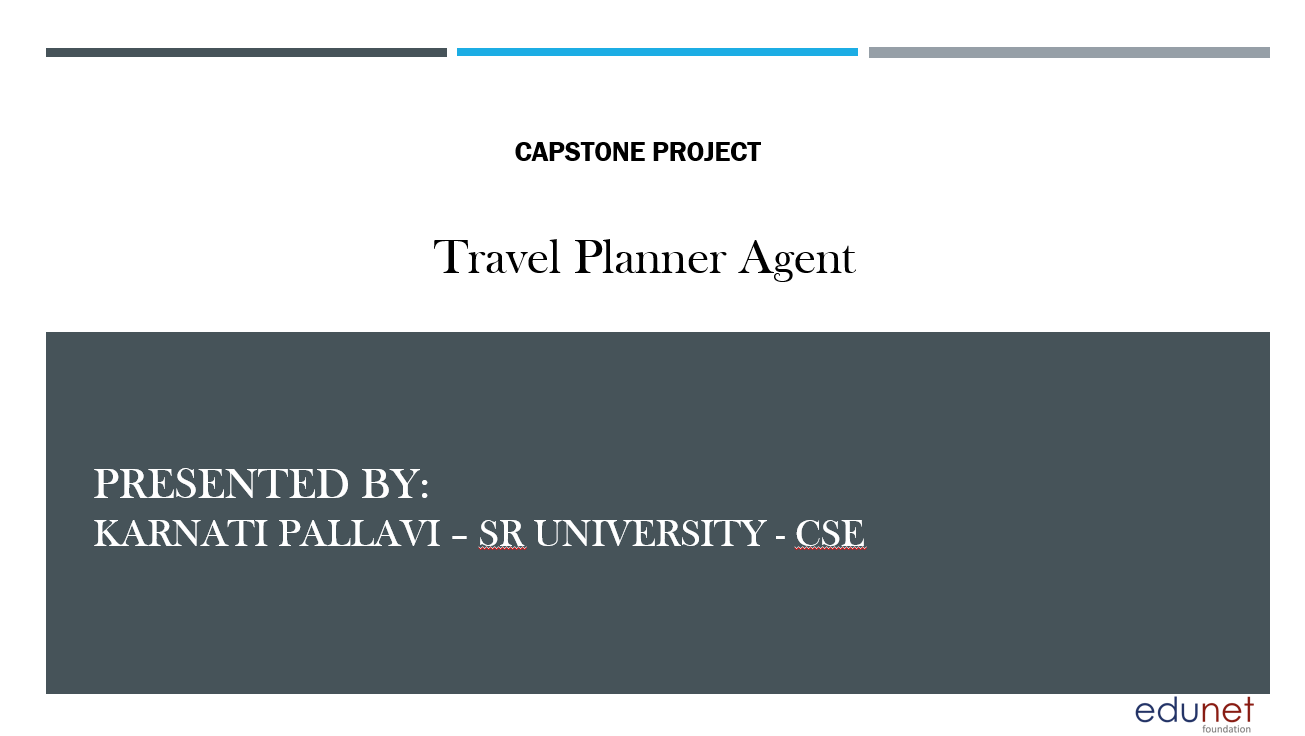 CAPSTONE PROJECT
Travel Planner Agent
PRESENTED BY:
KARNATI PALLAVI – SR UNIVERSITY - CSE
edunet
foundation